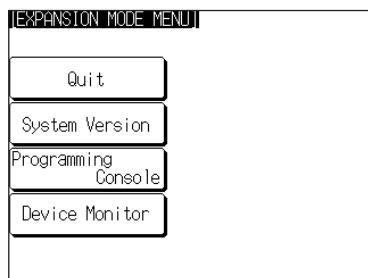 [EXPANSION MODE MENU]
Quit
System Version
Programming
Console
Device Monitor